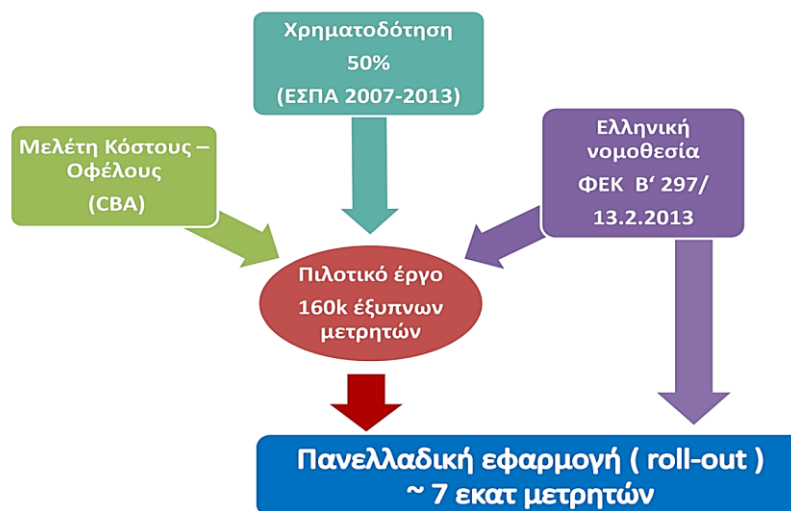 Χρηματοδότηση
50%
(ΕΣΠΑ 2007-2013)
Μελέτη Κόστους –
Οφέλους
(CBA)
Ελληνική
νομοθεσία
ΦΕΚ Β‘ 297/
13.2.2013
Πιλοτικό έργο
160k έξυπνων
μετρητών
Πανελλαδική εφαρμογή ( roll-out )
~ 7 εκατ μετρητών